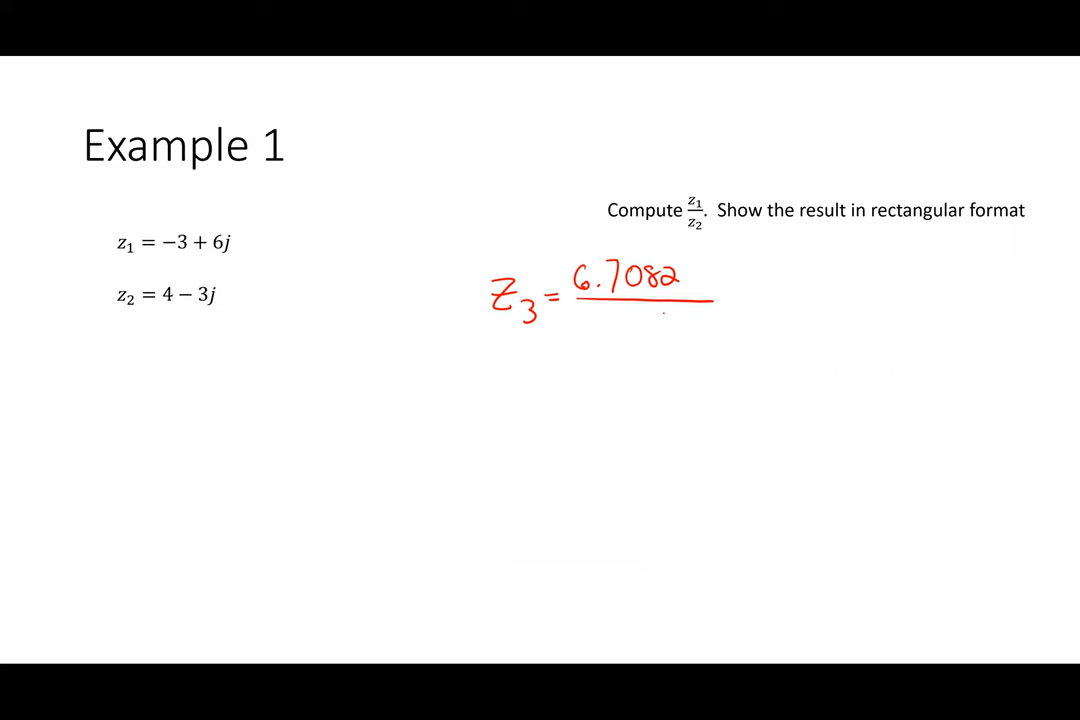 Example 1
Compute z₁/z₂. Show the result in rectangular format
z₁ = −3 + 6j
z₂ = 4 − 3j
Z₃ = 6.7082